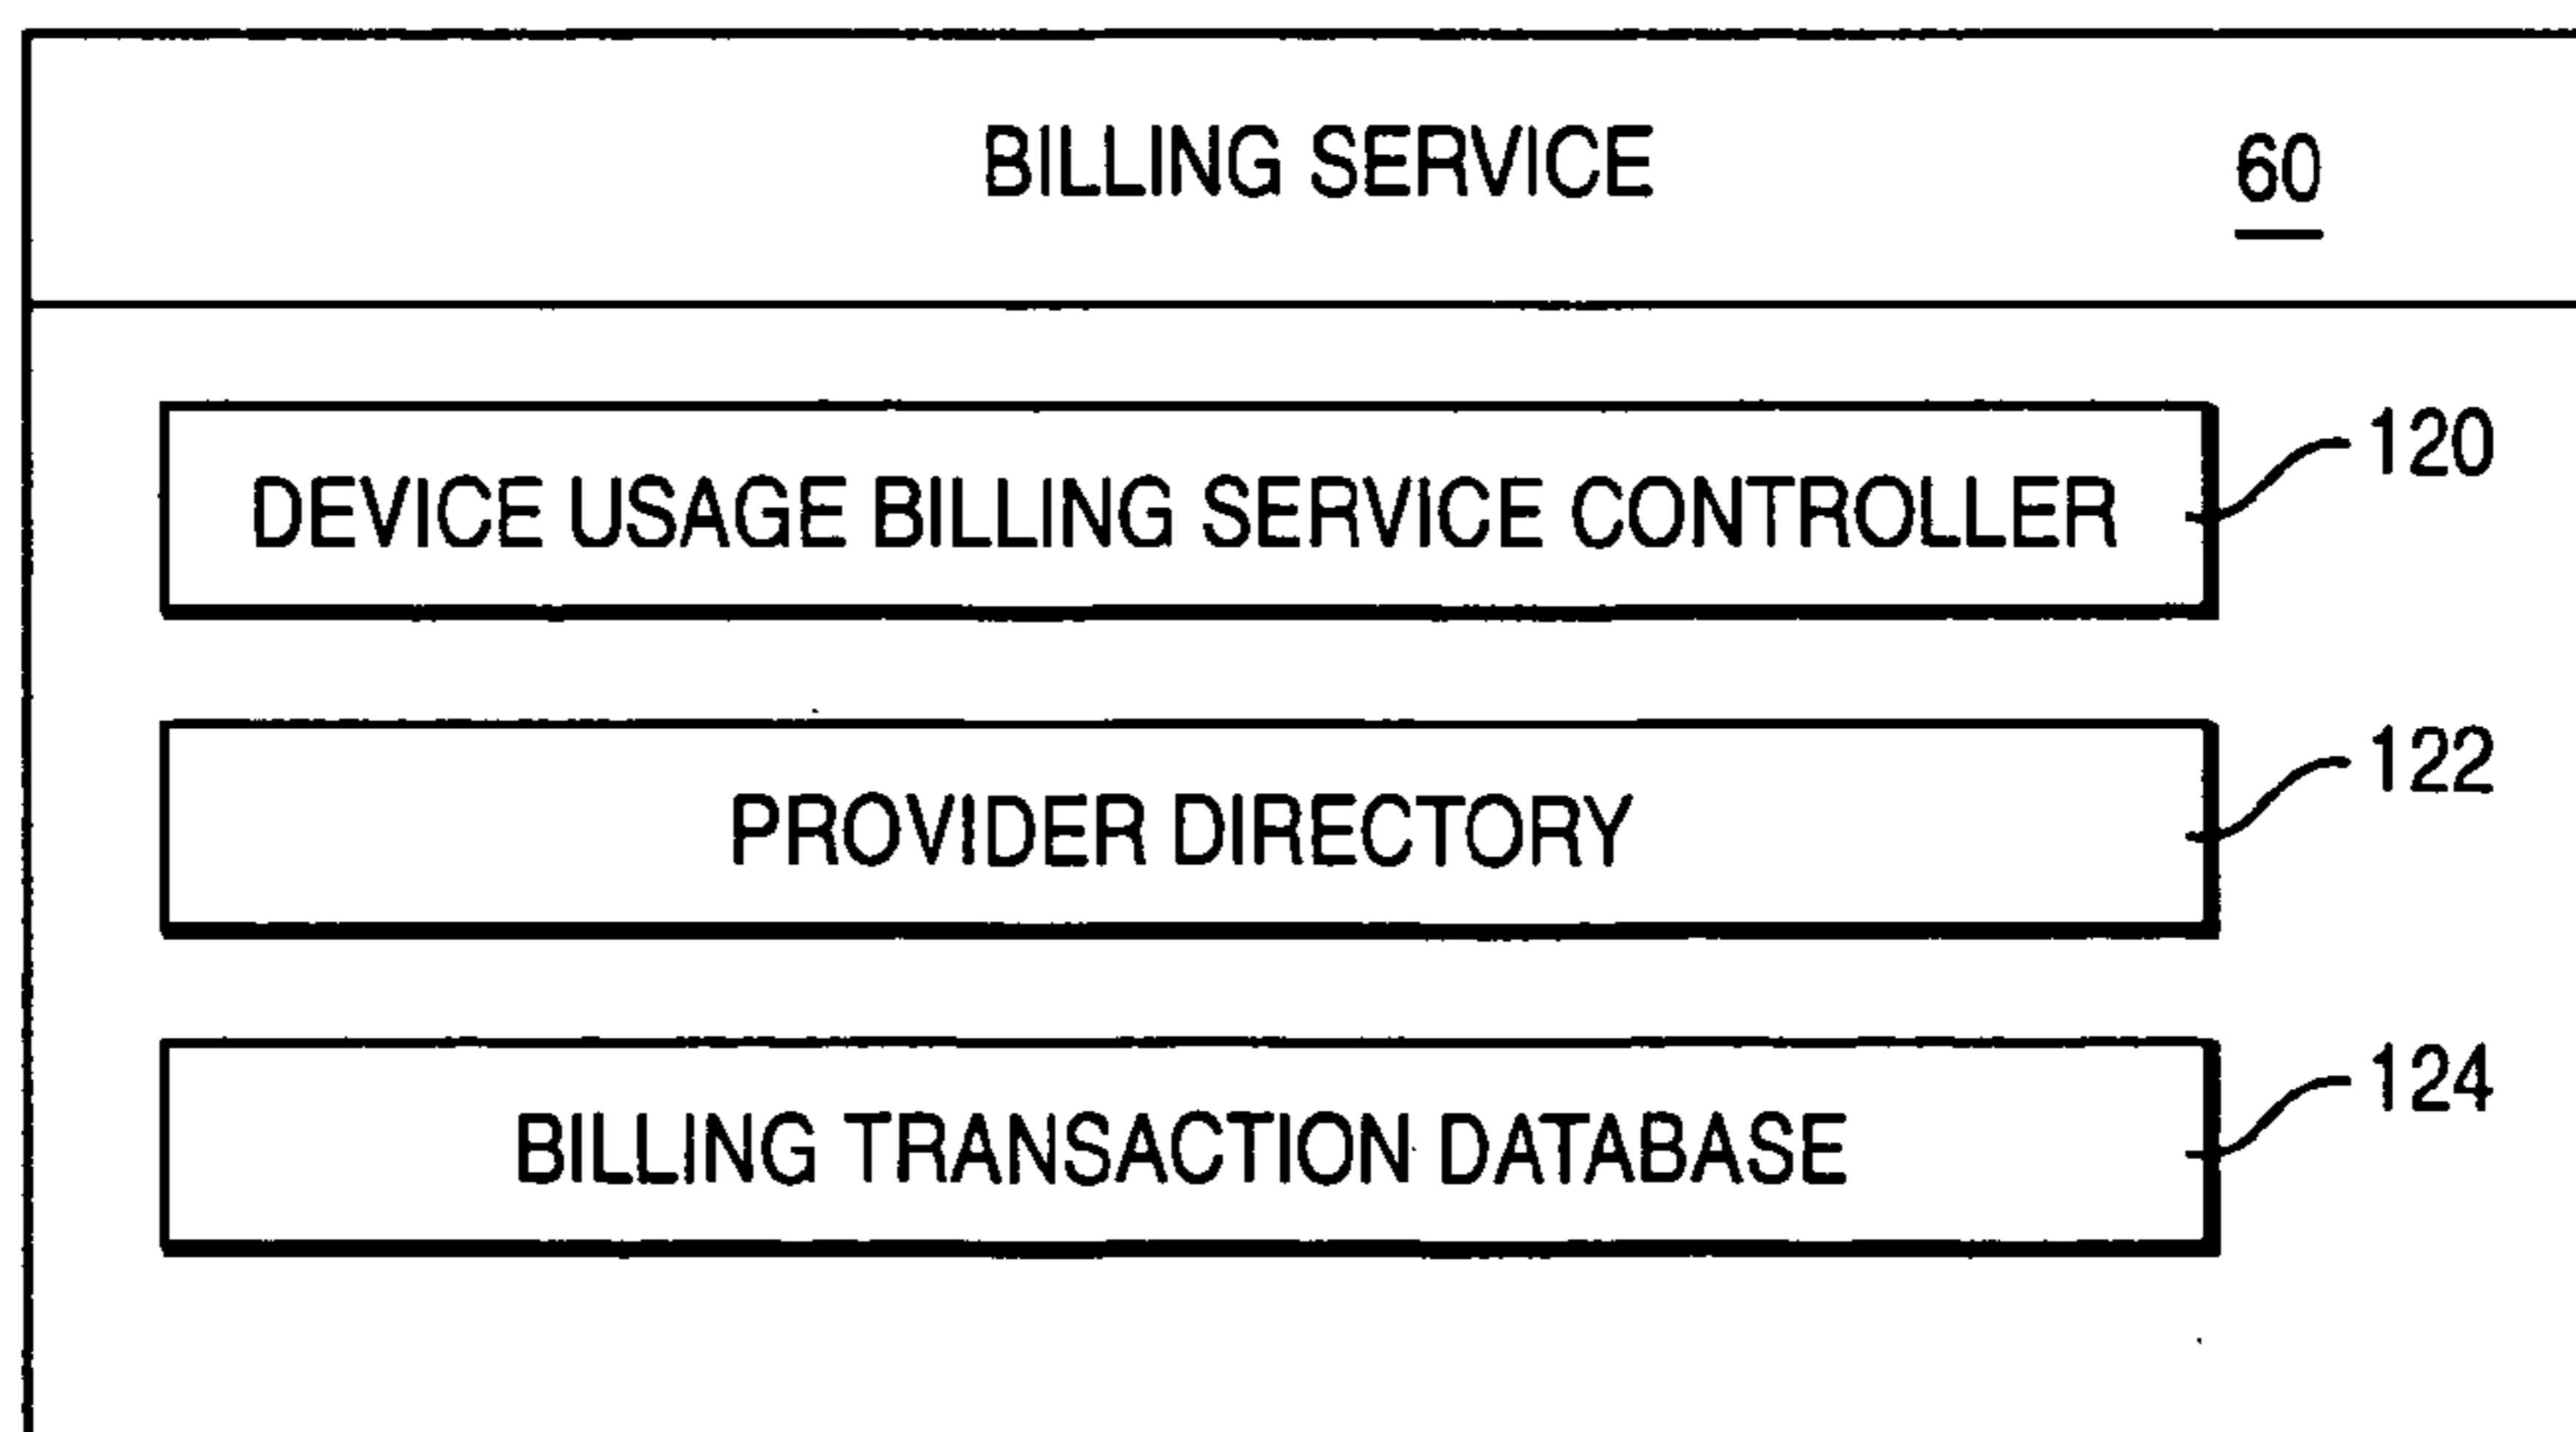 BILLING SERVICE 60
DEVICE USAGE BILLING SERVICE CONTROLLER 120
PROVIDER DIRECTORY 122
BILLING TRANSACTION DATABASE 124